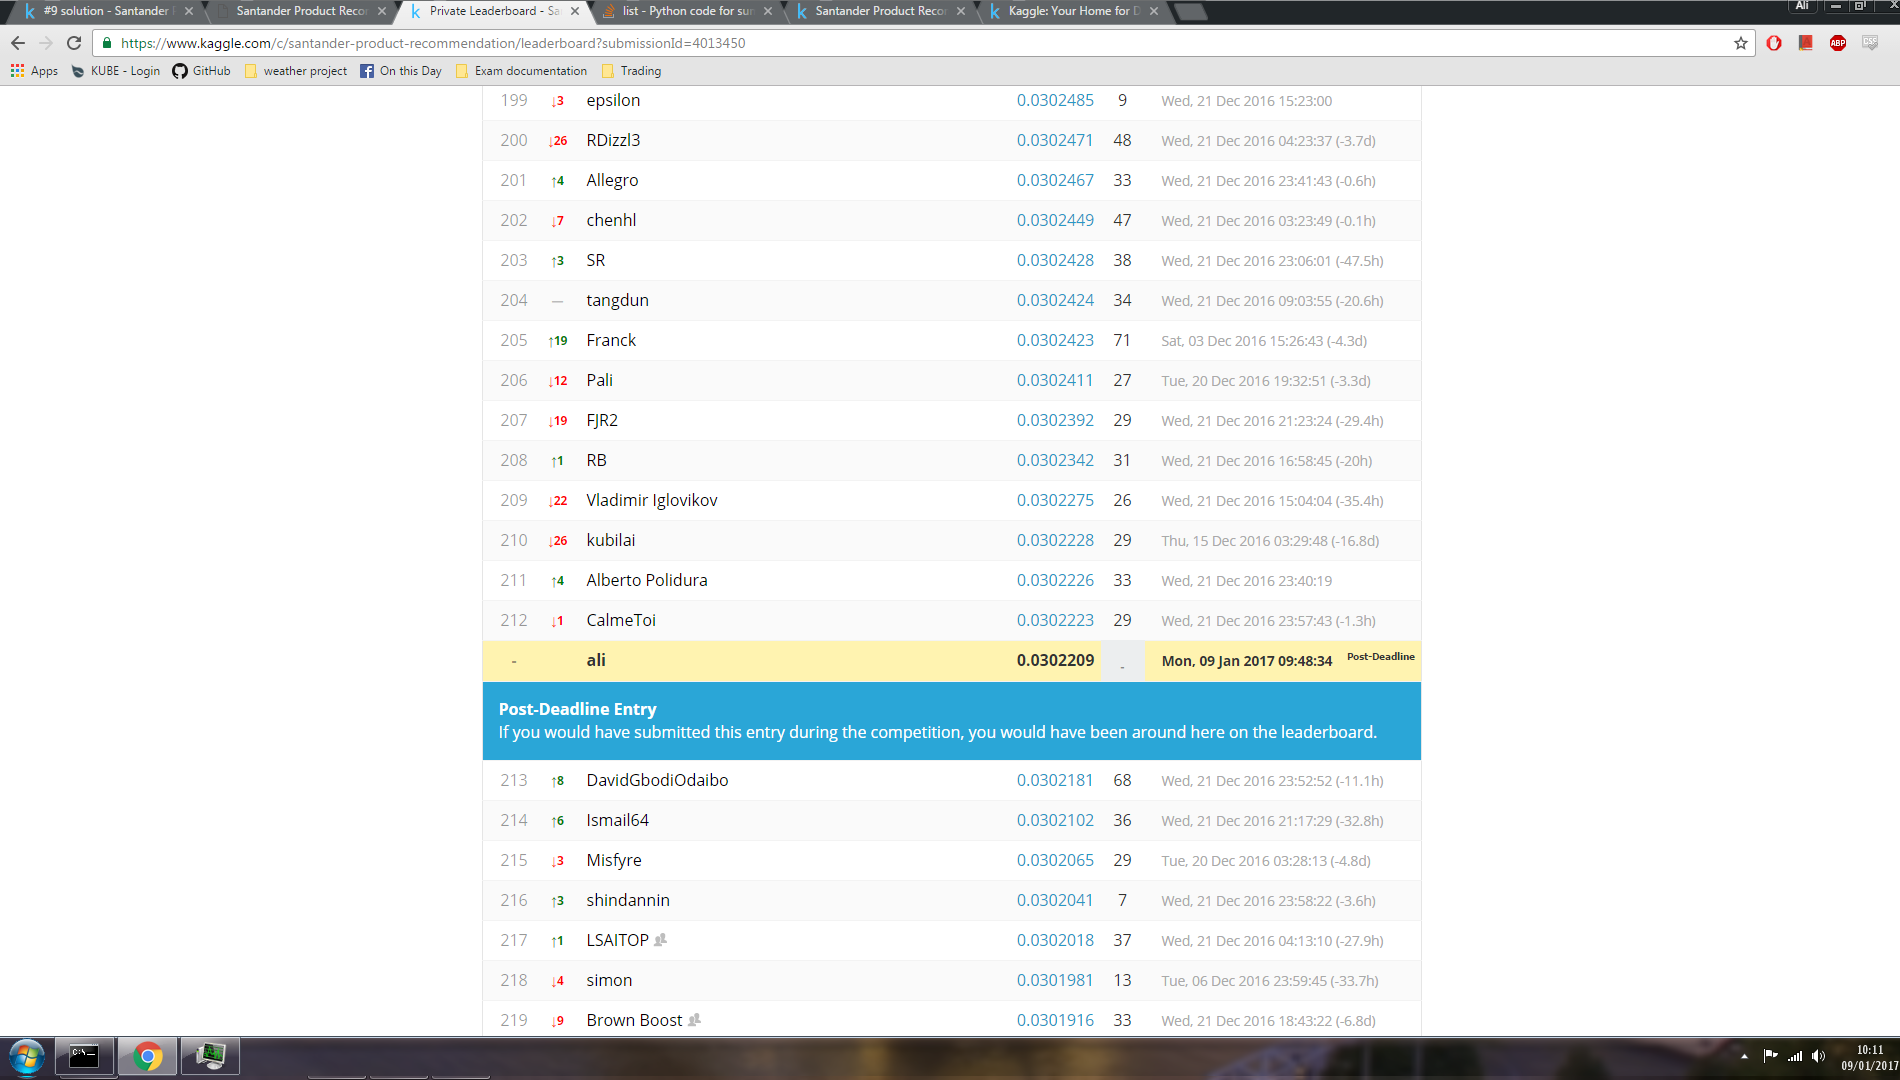 #9 solution - Santander
Santander Product Reco
Private Leaderboard - Sa
list - Python code for sur
Santander Product Reco
Kaggle: Your Home for D
Ali
https://www.kaggle.com/c/santander-product-recommendation/leaderboard?submissionId=4013450
ABP
Apps KUBE - Login GitHub weather project On this Day Exam documentation Trading
199 ↓3 epsilon 0.0302485 9 Wed, 21 Dec 2016 15:23:00
200 ↓26 RDizzl3 0.0302471 48 Wed, 21 Dec 2016 04:23:37 (-3.7d)
201 ↑4 Allegro 0.0302467 33 Wed, 21 Dec 2016 23:41:43 (-0.6h)
202 ↓7 chenhl 0.0302449 47 Wed, 21 Dec 2016 03:23:49 (-0.1h)
203 ↑3 SR 0.0302428 38 Wed, 21 Dec 2016 23:06:01 (-47.5h)
204 — tangdun 0.0302424 34 Wed, 21 Dec 2016 09:03:55 (-20.6h)
205 ↑19 Franck 0.0302423 71 Sat, 03 Dec 2016 15:26:43 (-4.3d)
206 ↓12 Pali 0.0302411 27 Tue, 20 Dec 2016 19:32:51 (-3.3d)
207 ↓19 FJR2 0.0302392 29 Wed, 21 Dec 2016 21:23:24 (-29.4h)
208 ↑1 RB 0.0302342 31 Wed, 21 Dec 2016 16:58:45 (-20h)
209 ↓22 Vladimir Iglovikov 0.0302275 26 Wed, 21 Dec 2016 15:04:04 (-35.4h)
210 ↓26 kubilai 0.0302228 29 Thu, 15 Dec 2016 03:29:48 (-16.8d)
211 ↑4 Alberto Polidura 0.0302226 33 Wed, 21 Dec 2016 23:40:19
212 ↓1 CalmeToi 0.0302223 29 Wed, 21 Dec 2016 23:57:43 (-1.3h)
- ali 0.0302209 - Mon, 09 Jan 2017 09:48:34 Post-Deadline
Post-Deadline Entry
If you would have submitted this entry during the competition, you would have been around here on the leaderboard.
213 ↑8 DavidGbodiOdaibo 0.0302181 68 Wed, 21 Dec 2016 23:52:52 (-11.1h)
214 ↑6 Ismail64 0.0302102 36 Wed, 21 Dec 2016 21:17:29 (-32.8h)
215 ↓3 Misfyre 0.0302065 29 Tue, 20 Dec 2016 03:28:13 (-4.8d)
216 ↑3 shindannin 0.0302041 7 Wed, 21 Dec 2016 23:58:22 (-3.6h)
217 ↑1 LSAITOP 0.0302018 37 Wed, 21 Dec 2016 04:13:10 (-27.9h)
218 ↓4 simon 0.0301981 13 Tue, 06 Dec 2016 23:59:45 (-33.7h)
219 ↓9 Brown Boost 0.0301916 33 Wed, 21 Dec 2016 18:43:22 (-6.8d)
10:11
09/01/2017